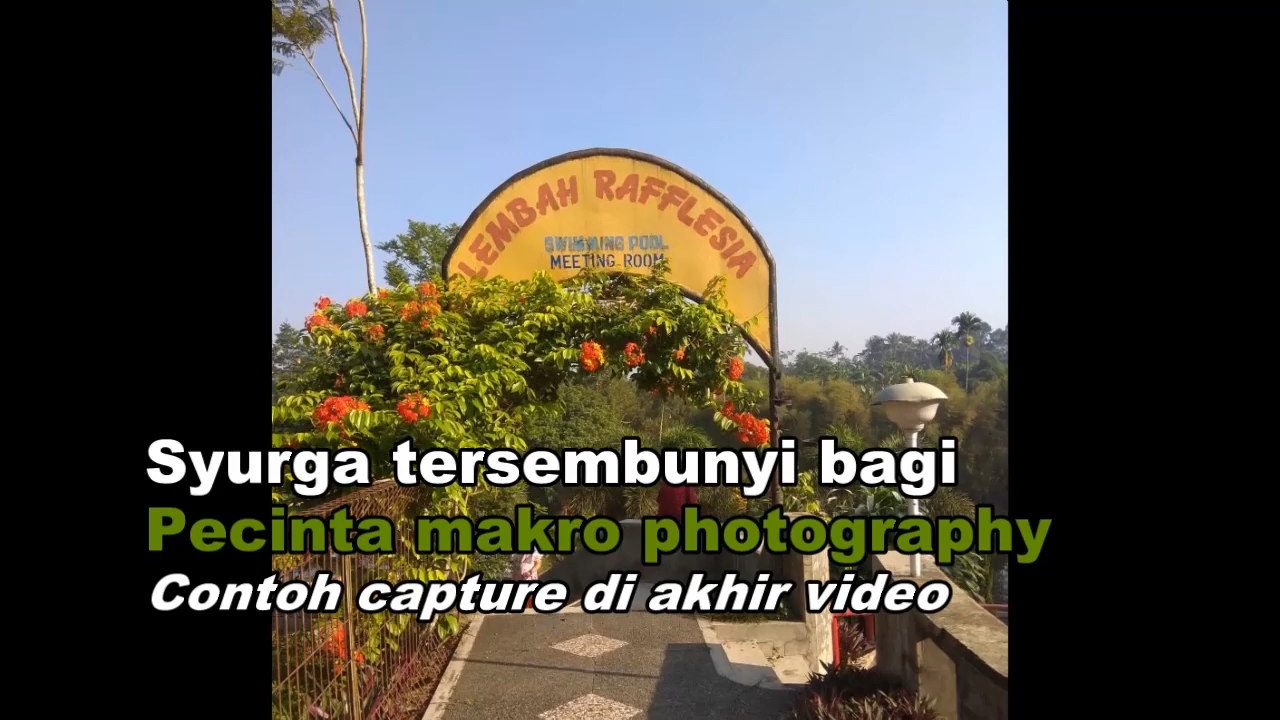 LEMBAH RAFFLESIA
SWIMMING POOL
MEETING ROOM
Syurga tersembunyi bagi
Pecinta makro photography
Contoh capture di akhir video